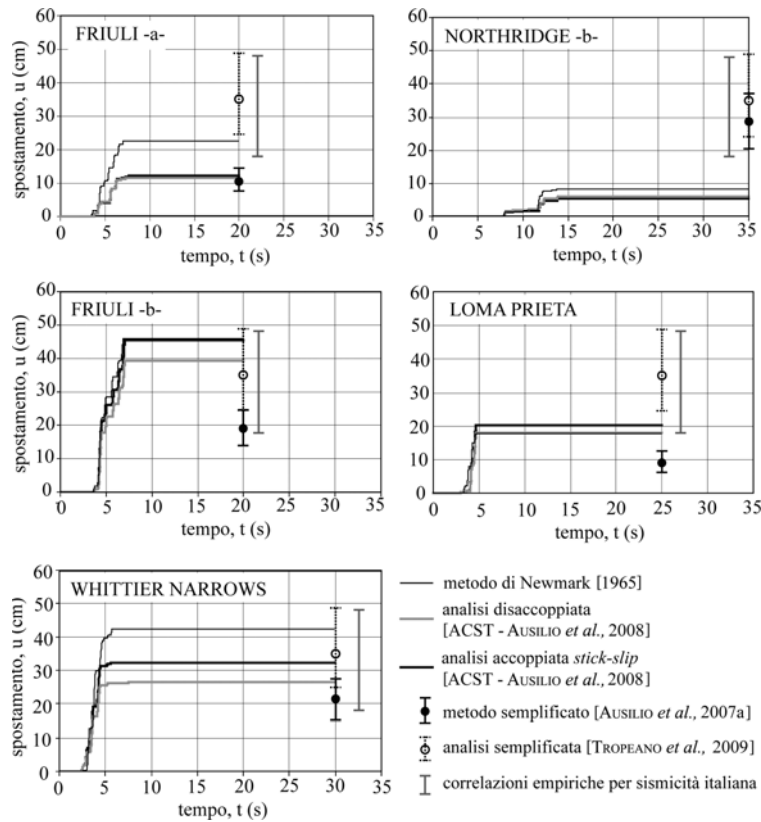 FRIULI -a-
spostamento, u (cm)
60
50
40
30
20
10
0
0 5 10 15 20 25 30 35
tempo, t (s)
NORTHRIDGE -b-
60
50
40
30
20
10
0
0 5 10 15 20 25 30 35
tempo, t (s)
FRIULI -b-
spostamento, u (cm)
60
50
40
30
20
10
0
0 5 10 15 20 25 30 35
tempo, t (s)
LOMA PRIETA
60
50
40
30
20
10
0
0 5 10 15 20 25 30 35
tempo, t (s)
WHITTIER NARROWS
spostamento, u (cm)
60
50
40
30
20
10
0
0 5 10 15 20 25 30 35
tempo, t (s)
metodo di Newmark [1965]
analisi disaccoppiata
[ACST - AUSILIO et al., 2008]
analisi accoppiata stick-slip
[ACST - AUSILIO et al., 2008]
metodo semplificato [AUSILIO et al., 2007a]
analisi semplificata [TROPEANO et al., 2009]
correlazioni empiriche per sismicità italiana